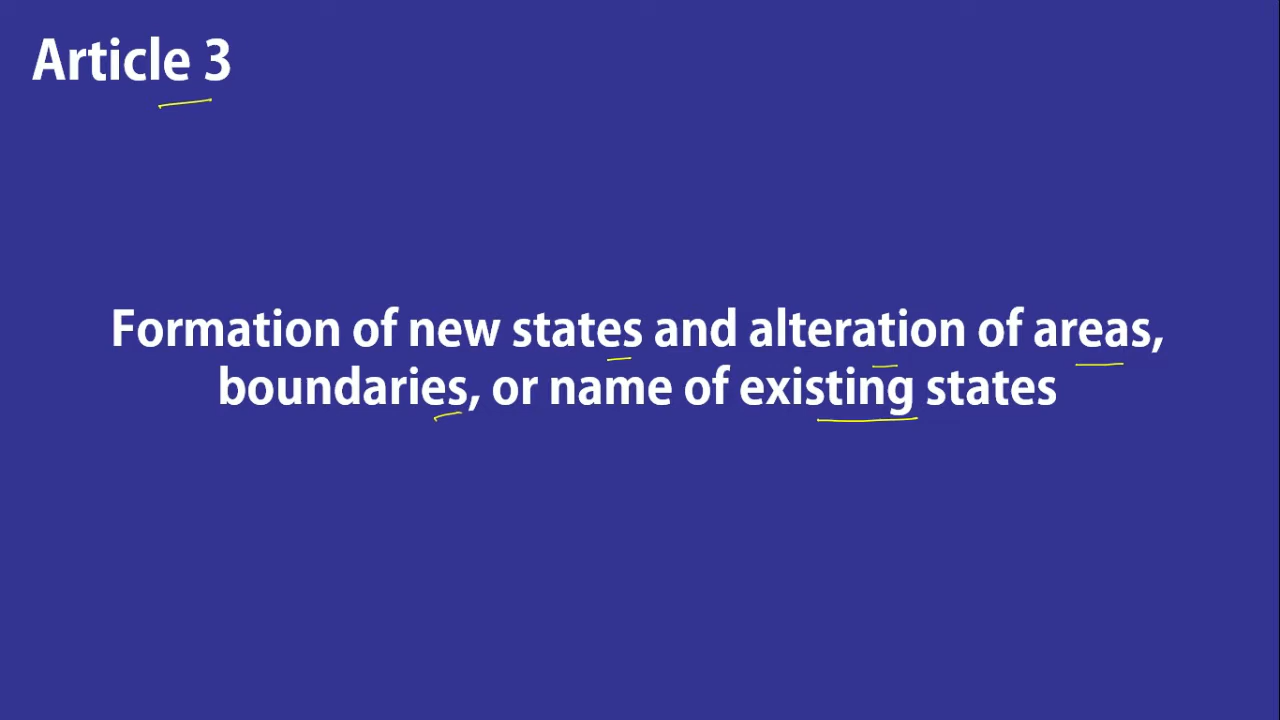 Article 3
Formation of new states and alteration of areas,
boundaries, or name of existing states